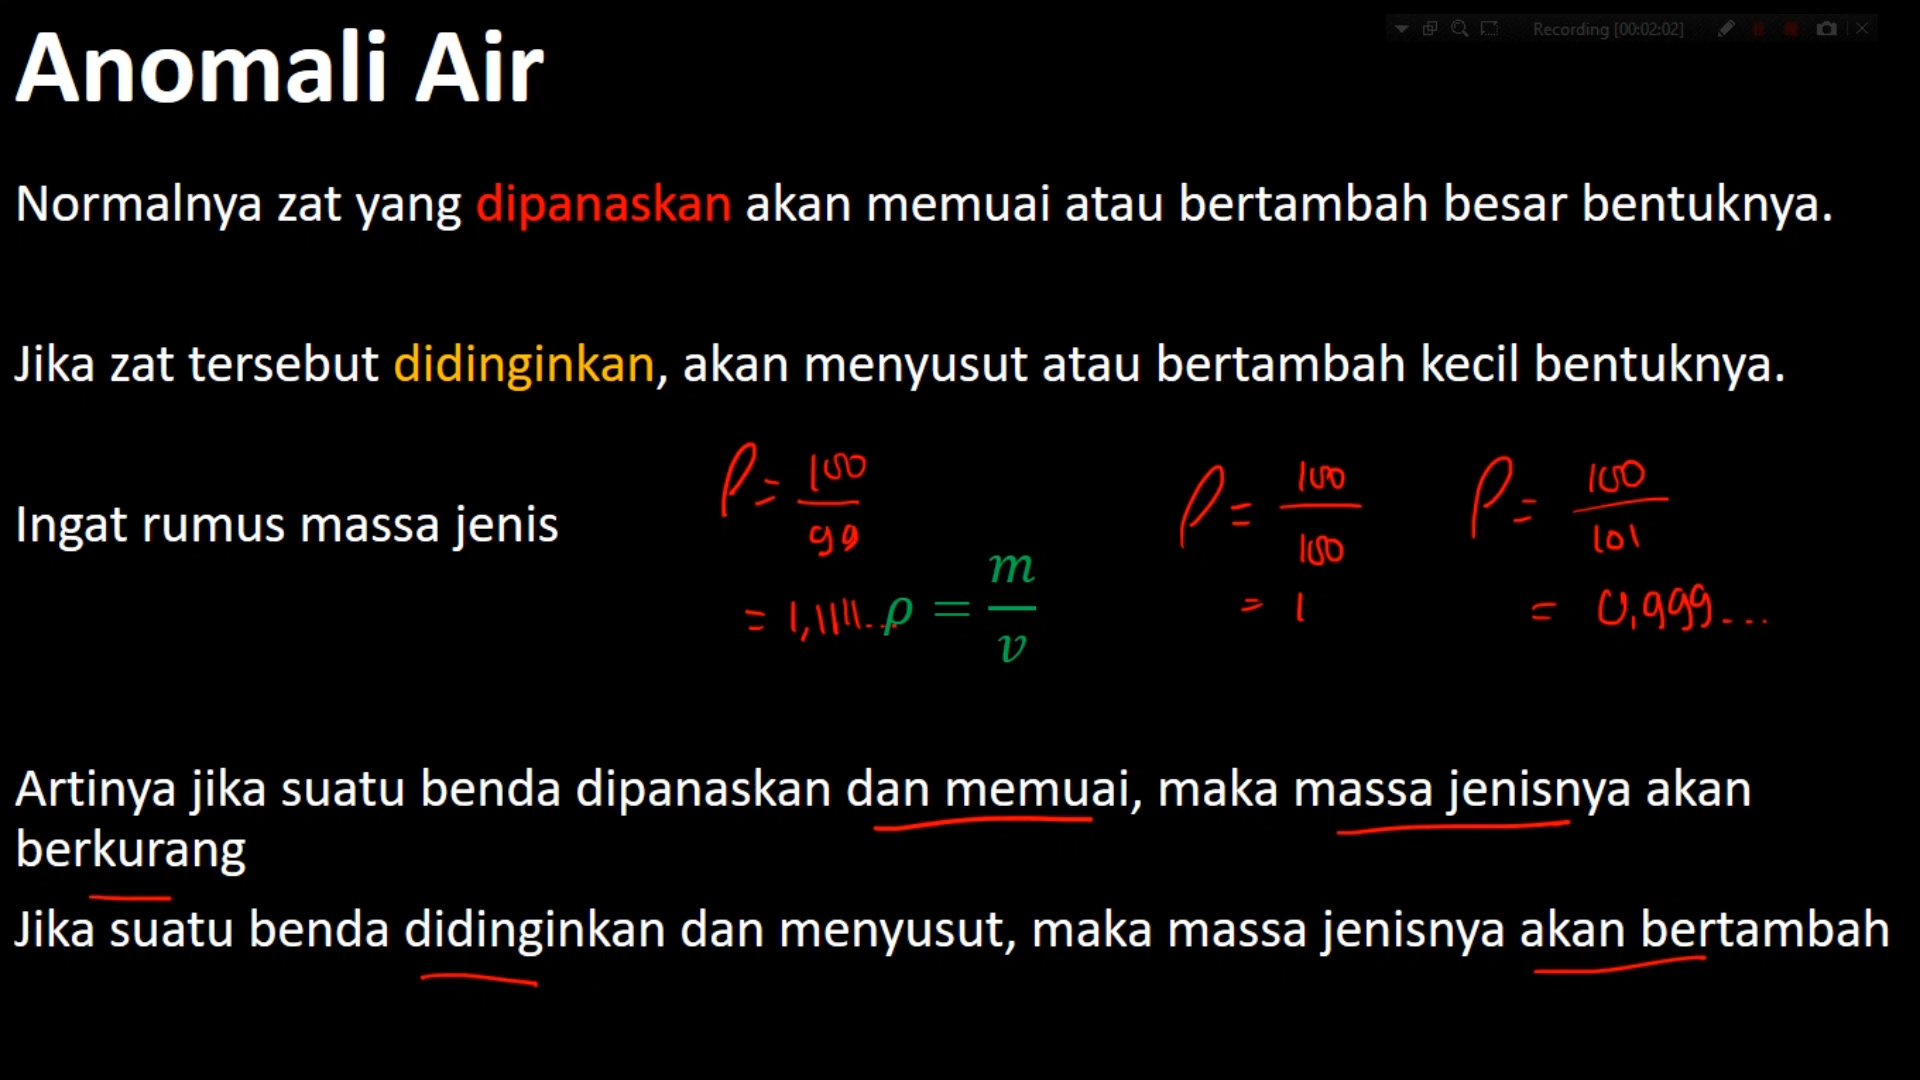 Recording [00:02:02]
Anomali Air
Normalnya zat yang dipanaskan akan memuai atau bertambah besar bentuknya.
Jika zat tersebut didinginkan, akan menyusut atau bertambah kecil bentuknya.
Ingat rumus massa jenis
ρ = 100/99
= 1,1111...
ρ = m/v
ρ = 100/100
= 1
ρ = 100/101
= 0,999...
Artinya jika suatu benda dipanaskan dan memuai, maka massa jenisnya akan
berkurang
Jika suatu benda didinginkan dan menyusut, maka massa jenisnya akan bertambah